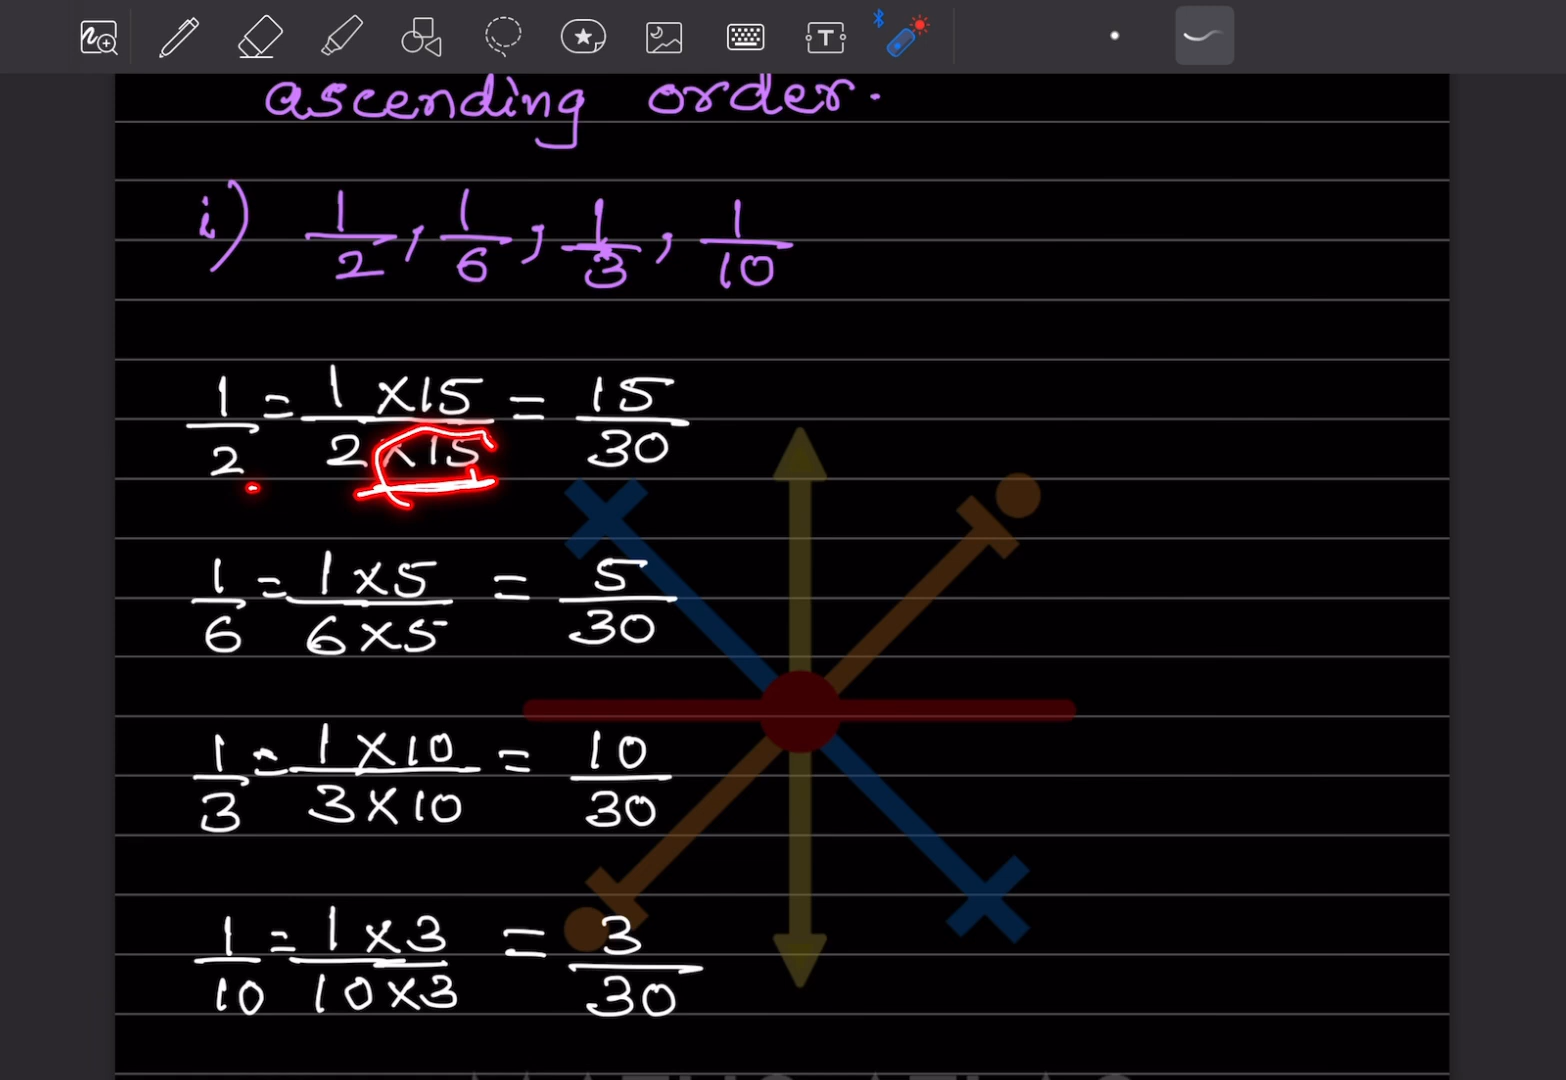 ascending order.
i) 1/2, 1/6, 1/3, 1/10
1/2 = 1 ×15/2 ×15 = 15/30
1/6 = 1 ×5/6 ×5 = 5/30
1/3 = 1 ×10/3 ×10 = 10/30
1/10 = 1 ×3/10 ×3 = 3/30